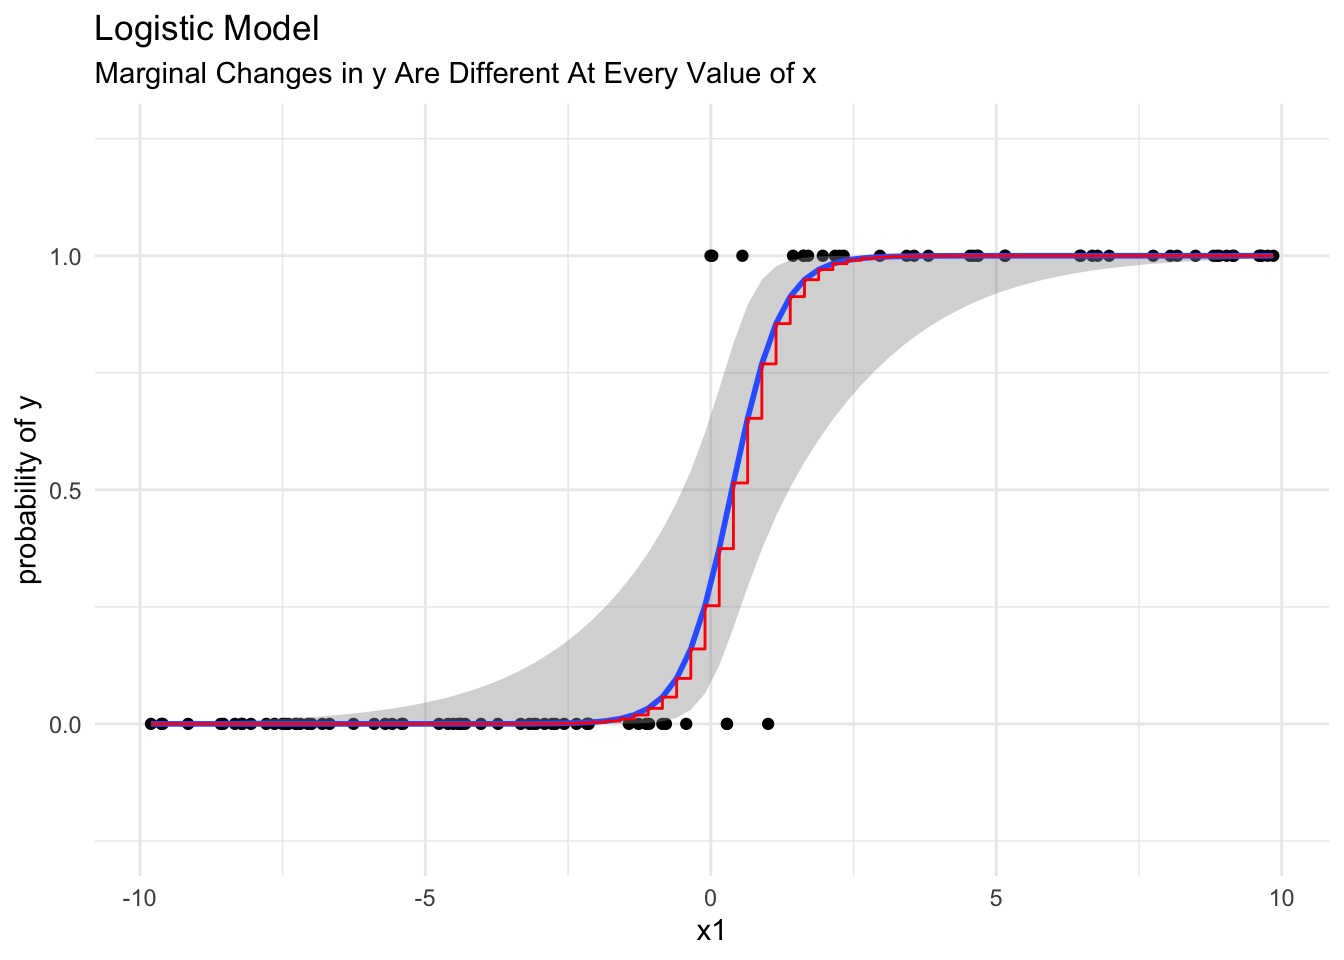 Logistic Model
Marginal Changes in y Are Different At Every Value of x
probability of y
1.0
0.5
0.0
-10 -5 0 5 10
x1